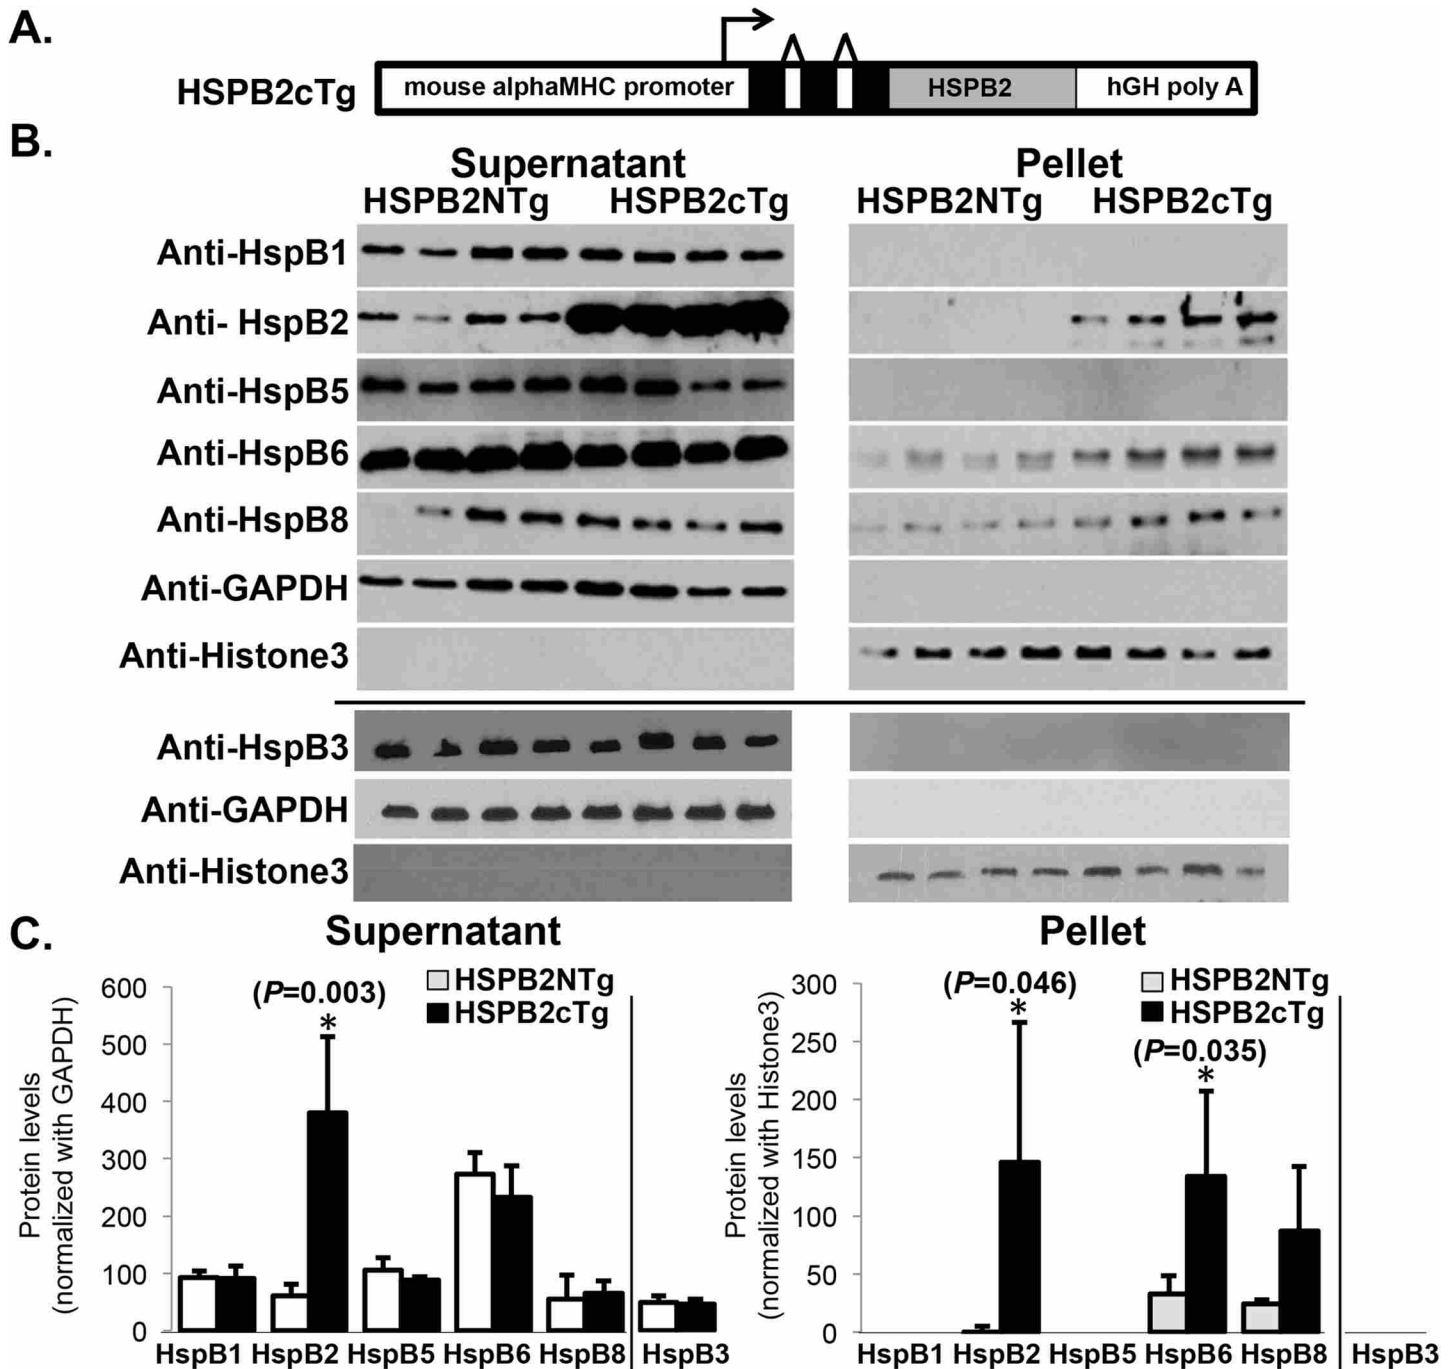 A.
HSPB2cTg
mouse alphaMHC promoter HSPB2 hGH poly A
B.
Supernatant Pellet
HSPB2NTg HSPB2cTg HSPB2NTg HSPB2cTg
Anti-HspB1
Anti- HspB2
Anti-HspB5
Anti-HspB6
Anti-HspB8
Anti-GAPDH
Anti-Histone3
Anti-HspB3
Anti-GAPDH
Anti-Histone3
C.
Supernatant
Protein levels
(normalized with GAPDH)
600
500
400
300
200
100
0
(P=0.003)
*
HSPB2NTg
HSPB2cTg
HspB1 HspB2 HspB5 HspB6 HspB8 HspB3
Pellet
Protein levels
(normalized with Histone3)
300
250
200
150
100
50
0
(P=0.046)
*
HSPB2NTg
HSPB2cTg
(P=0.035)
*
HspB1 HspB2 HspB5 HspB6 HspB8 HspB3